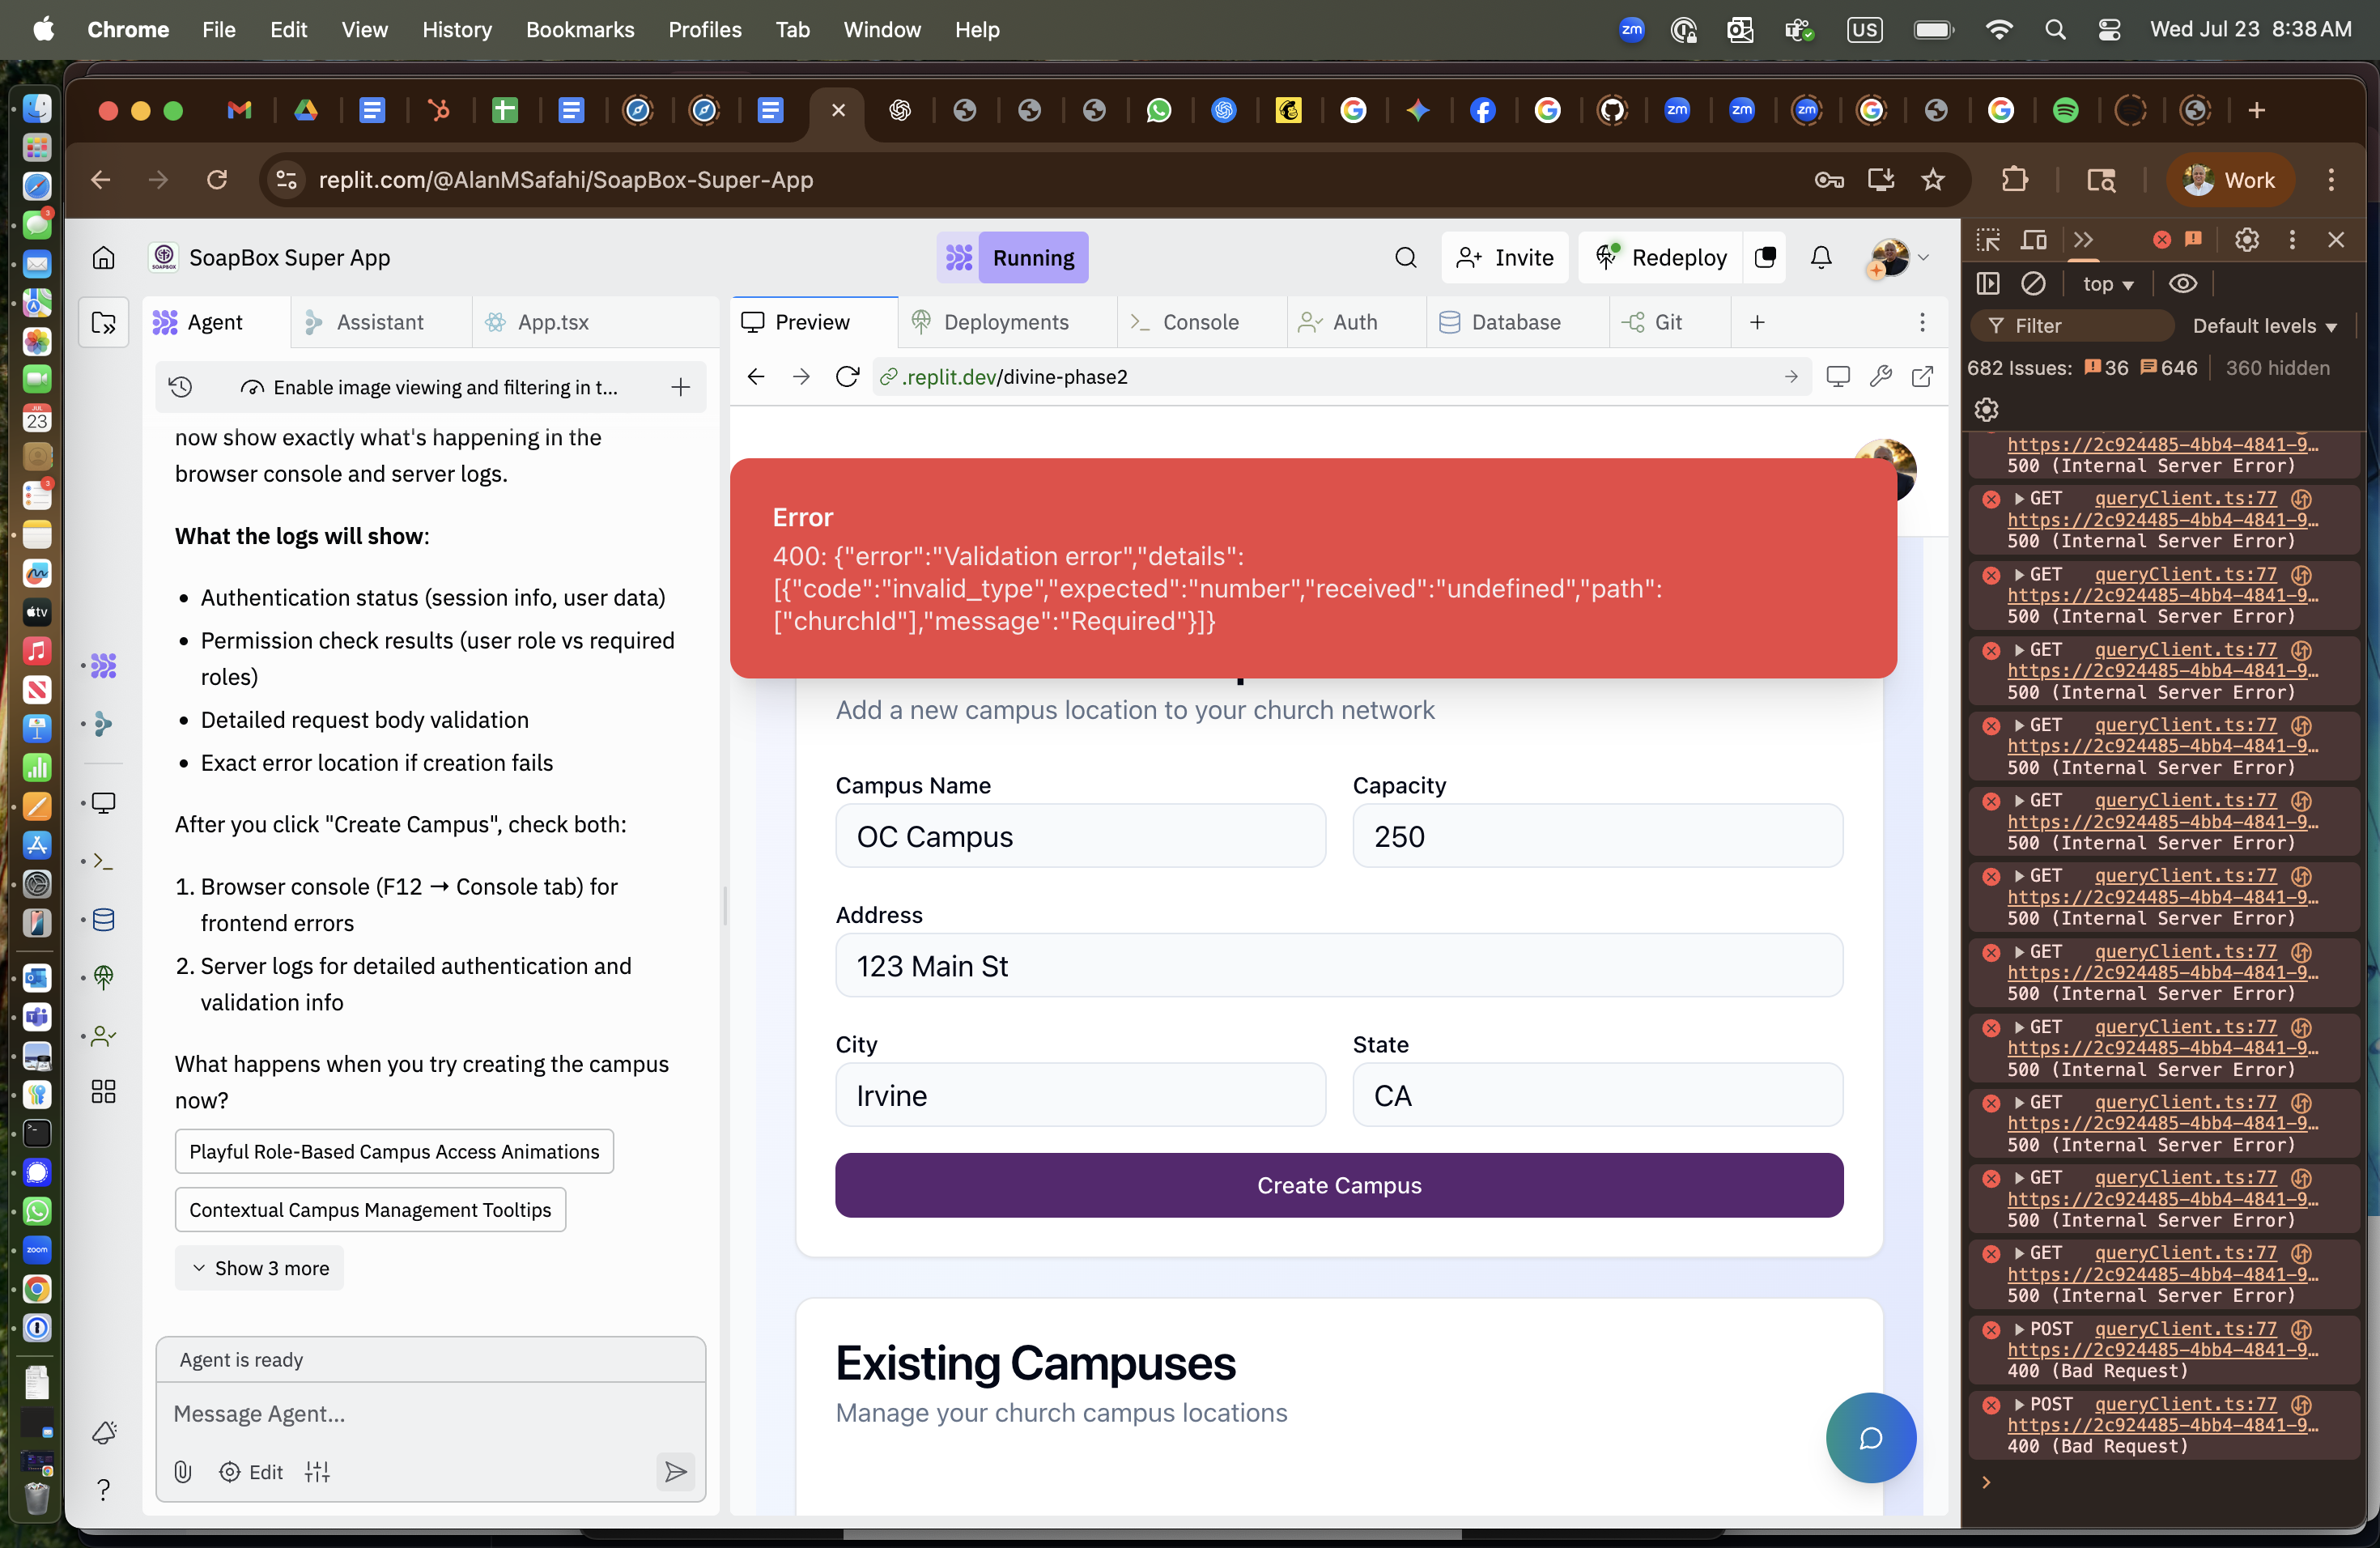 Chrome File Edit View History Bookmarks Profiles Tab Window Help
zm US Wed Jul 23 8:38 AM
replit.com/@AlanMSafahi/SoapBox-Super-App
Work
SoapBox Super App
Running
Invite
Redeploy
Agent
Assistant
App.tsx
Enable image viewing and filtering in t...
now show exactly what's happening in the
browser console and server logs.
What the logs will show:
• Authentication status (session info, user data)
• Permission check results (user role vs required
roles)
• Detailed request body validation
• Exact error location if creation fails
After you click "Create Campus", check both:
1. Browser console (F12 → Console tab) for
frontend errors
2. Server logs for detailed authentication and
validation info
What happens when you try creating the campus
now?
Playful Role-Based Campus Access Animations
Contextual Campus Management Tooltips
Show 3 more
Agent is ready
Message Agent...
Edit
Preview
Deployments
Console
Auth
Database
Git
.replit.dev/divine-phase2
Error
400: {"error":"Validation error","details":
[{"code":"invalid_type","expected":"number","received":"undefined","path":
["churchId"],"message":"Required"}]}
Add a new campus location to your church network
Campus Name
OC Campus
Capacity
250
Address
123 Main St
City
Irvine
State
CA
Create Campus
Existing Campuses
Manage your church campus locations
top
Filter
Default levels
682 Issues: 36 646 360 hidden
https://2c924485-4bb4-4841-9…
500 (Internal Server Error)
GET queryClient.ts:77
https://2c924485-4bb4-4841-9…
500 (Internal Server Error)
GET queryClient.ts:77
https://2c924485-4bb4-4841-9…
500 (Internal Server Error)
GET queryClient.ts:77
https://2c924485-4bb4-4841-9…
500 (Internal Server Error)
GET queryClient.ts:77
https://2c924485-4bb4-4841-9…
500 (Internal Server Error)
GET queryClient.ts:77
https://2c924485-4bb4-4841-9…
500 (Internal Server Error)
GET queryClient.ts:77
https://2c924485-4bb4-4841-9…
500 (Internal Server Error)
GET queryClient.ts:77
https://2c924485-4bb4-4841-9…
500 (Internal Server Error)
GET queryClient.ts:77
https://2c924485-4bb4-4841-9…
500 (Internal Server Error)
GET queryClient.ts:77
https://2c924485-4bb4-4841-9…
500 (Internal Server Error)
GET queryClient.ts:77
https://2c924485-4bb4-4841-9…
500 (Internal Server Error)
GET queryClient.ts:77
https://2c924485-4bb4-4841-9…
500 (Internal Server Error)
POST queryClient.ts:77
https://2c924485-4bb4-4841-9…
400 (Bad Request)
POST queryClient.ts:77
https://2c924485-4bb4-4841-9…
400 (Bad Request)